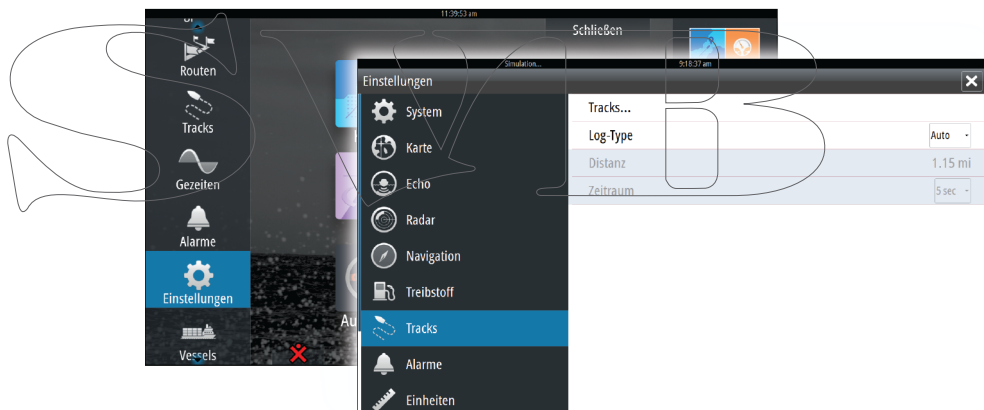 11:39:53 am
Schließen
Routen
Tracks
Gezeiten
Alarme
Einstellungen
Vessels
Simulation...
9:18:37 am
Einstellungen
System
Karte
Echo
Radar
Navigation
Treibstoff
Tracks
Alarme
Einheiten
Tracks...
Log-Type
Auto
Distanz
1.15 mi
Zeitraum
5 sec